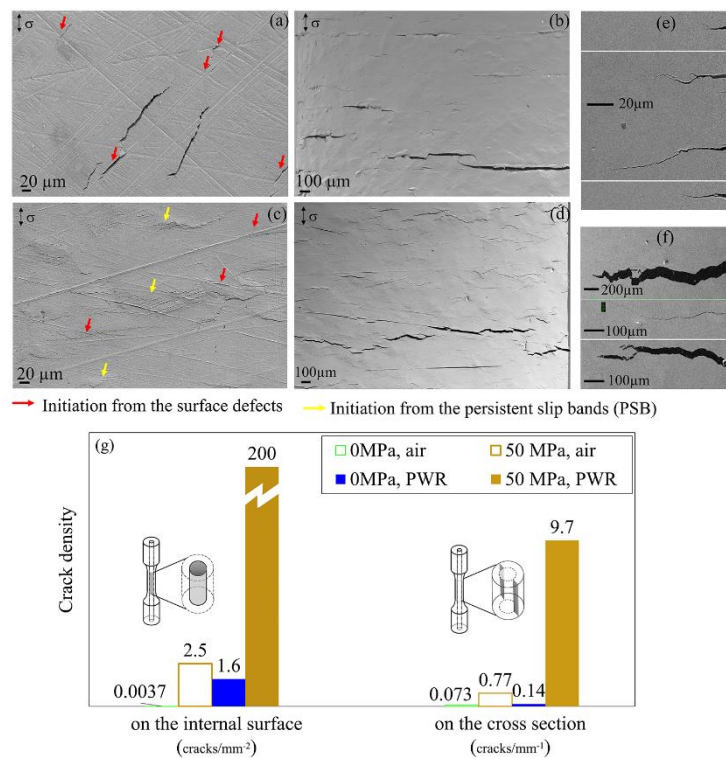 (a)
σ
20 μm
(b)
σ
100 μm
(e)
20μm
(c)
σ
20 μm
(d)
σ
100μm
(f)
200μm
100μm
100μm
Initiation from the surface defects
Initiation from the persistent slip bands (PSB)
(g)
Crack density
0MPa, air
50 MPa, air
0MPa, PWR
50 MPa, PWR
0.0037
2.5
1.6
200
0.073
0.77
0.14
9.7
on the internal surface
(cracks/mm-2)
on the cross section
(cracks/mm-1)